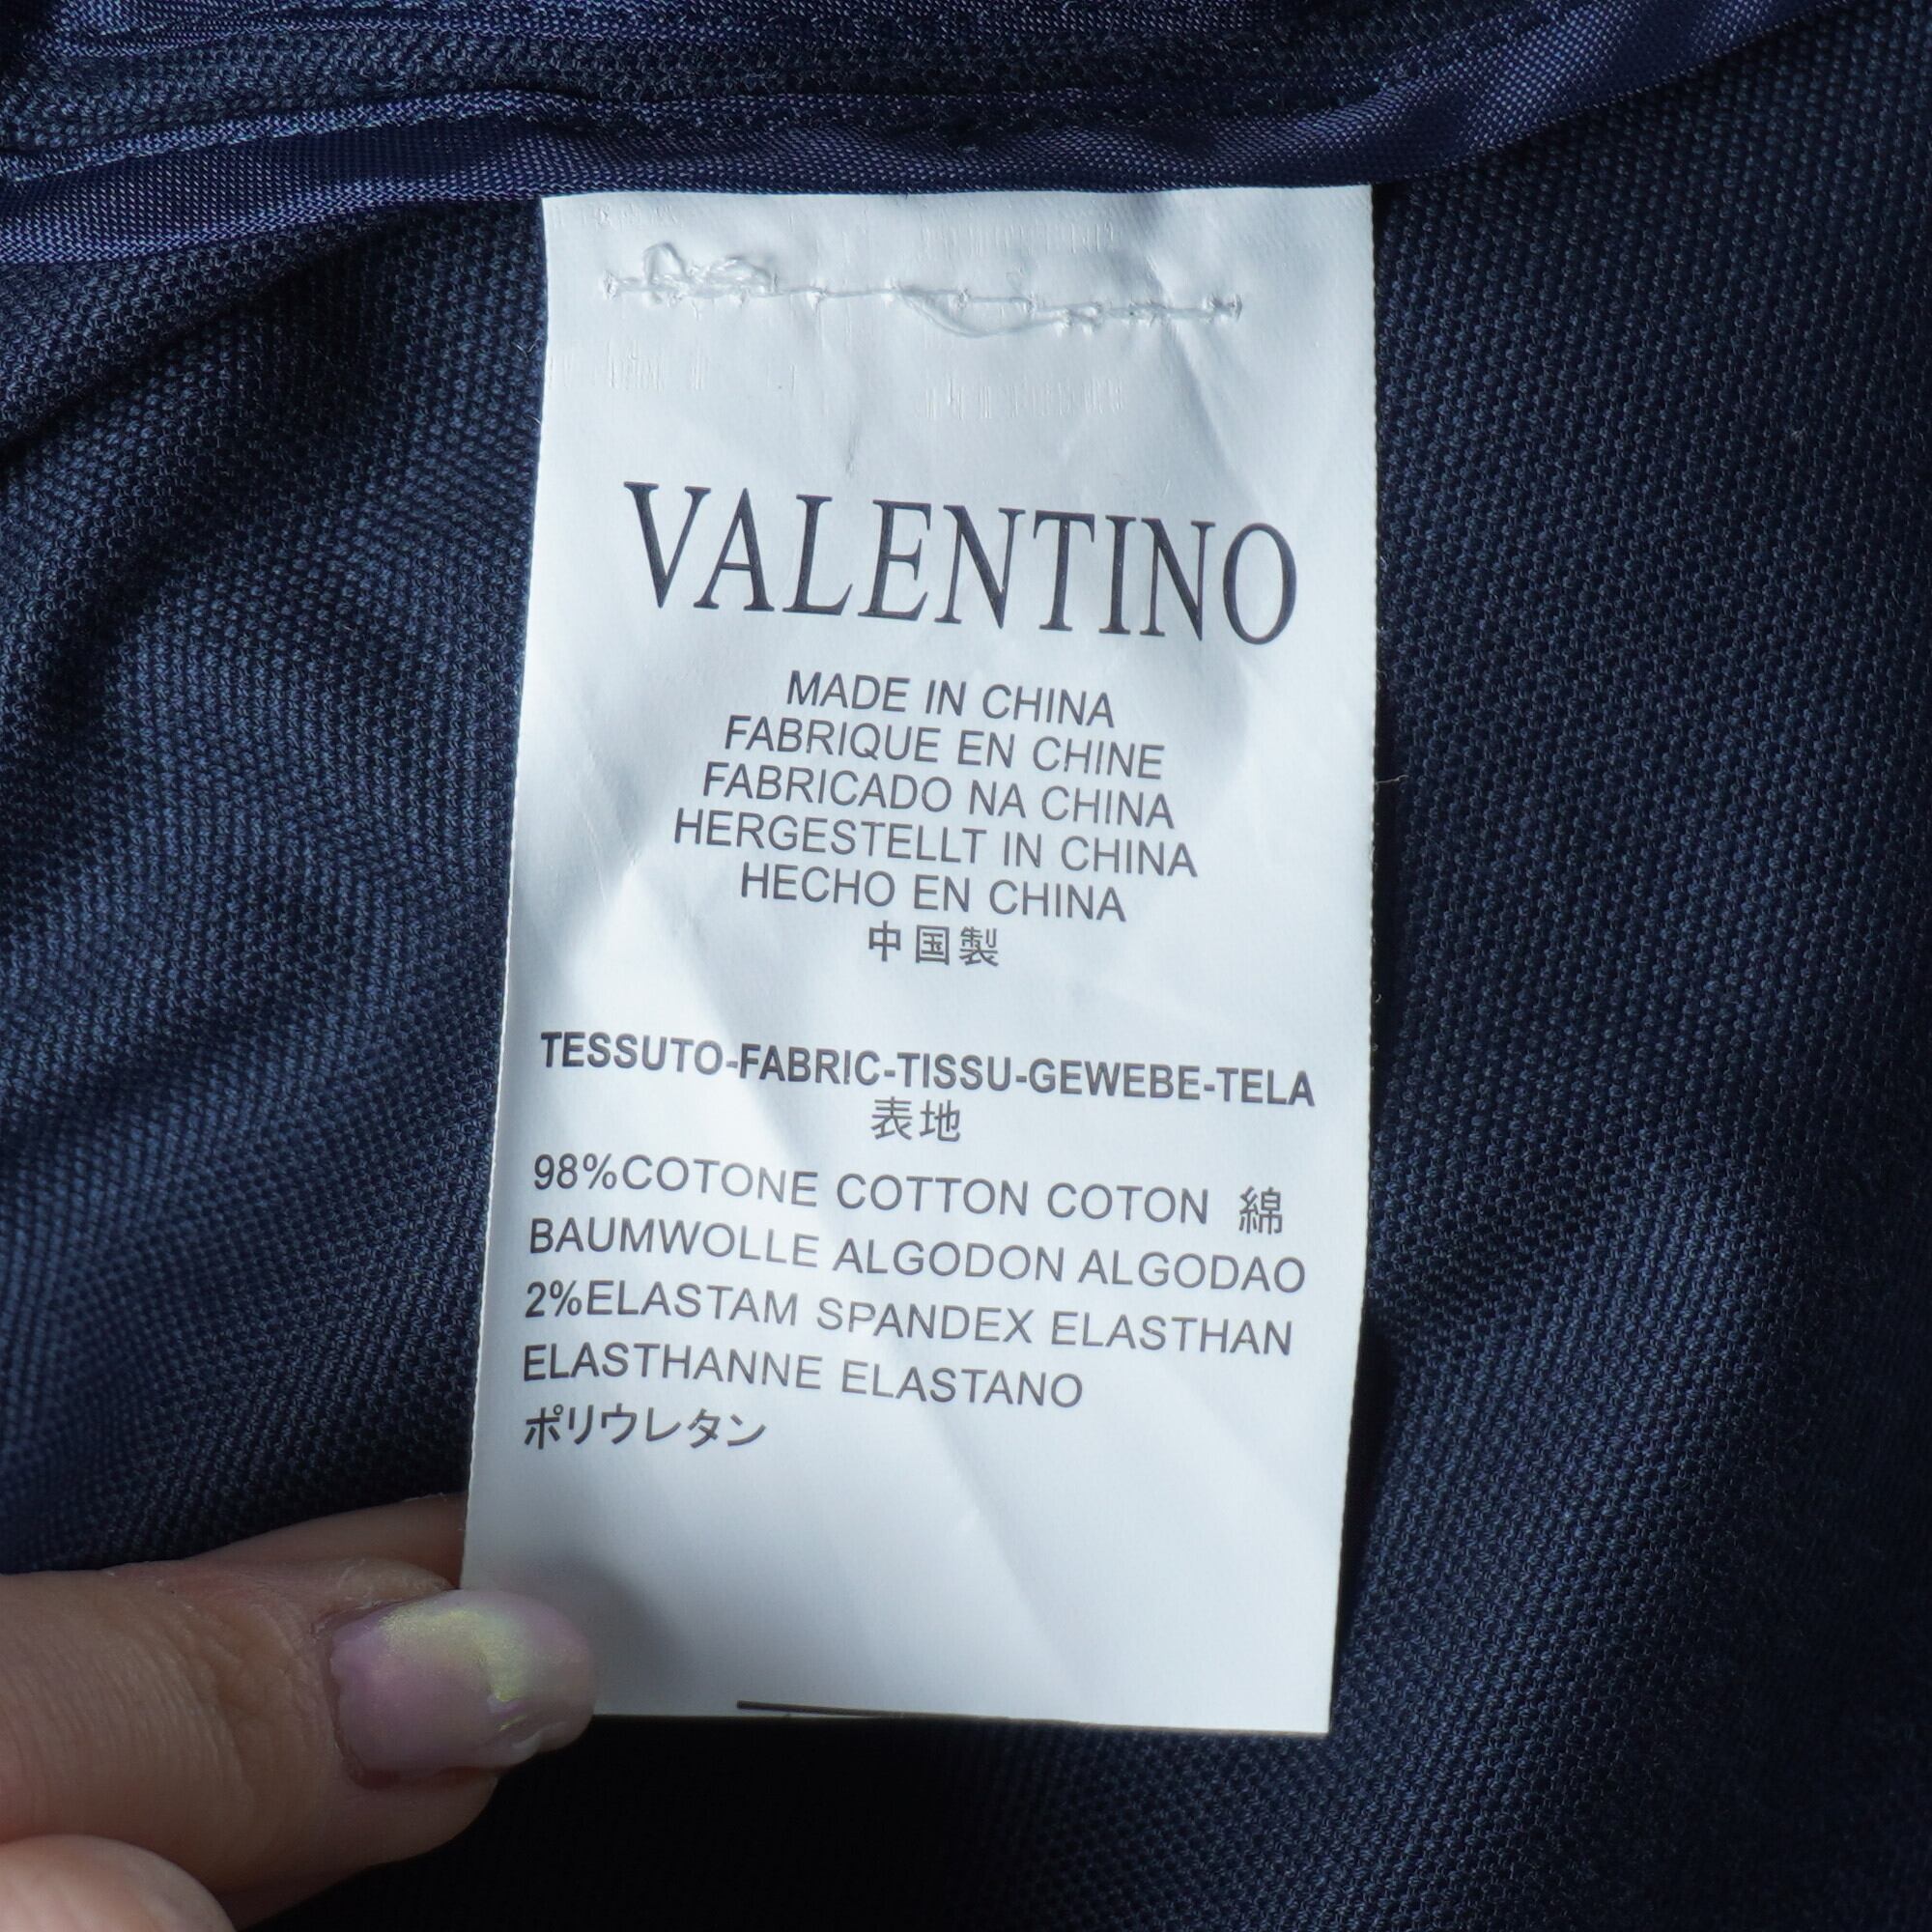 VALENTINO
MADE IN CHINA
FABRIQUE EN CHINE
FABRICADO NA CHINA
HERGESTELLT IN CHINA
HECHO EN CHINA
中国製
TESSUTO-FABRIC-TISSU-GEWEBE-TELA
表地
98%COTONE COTTON COTON 綿
BAUMWOLLE ALGODON ALGODAO
2%ELASTAM SPANDEX ELASTHAN
ELASTHANNE ELASTANO
ポリウレタン